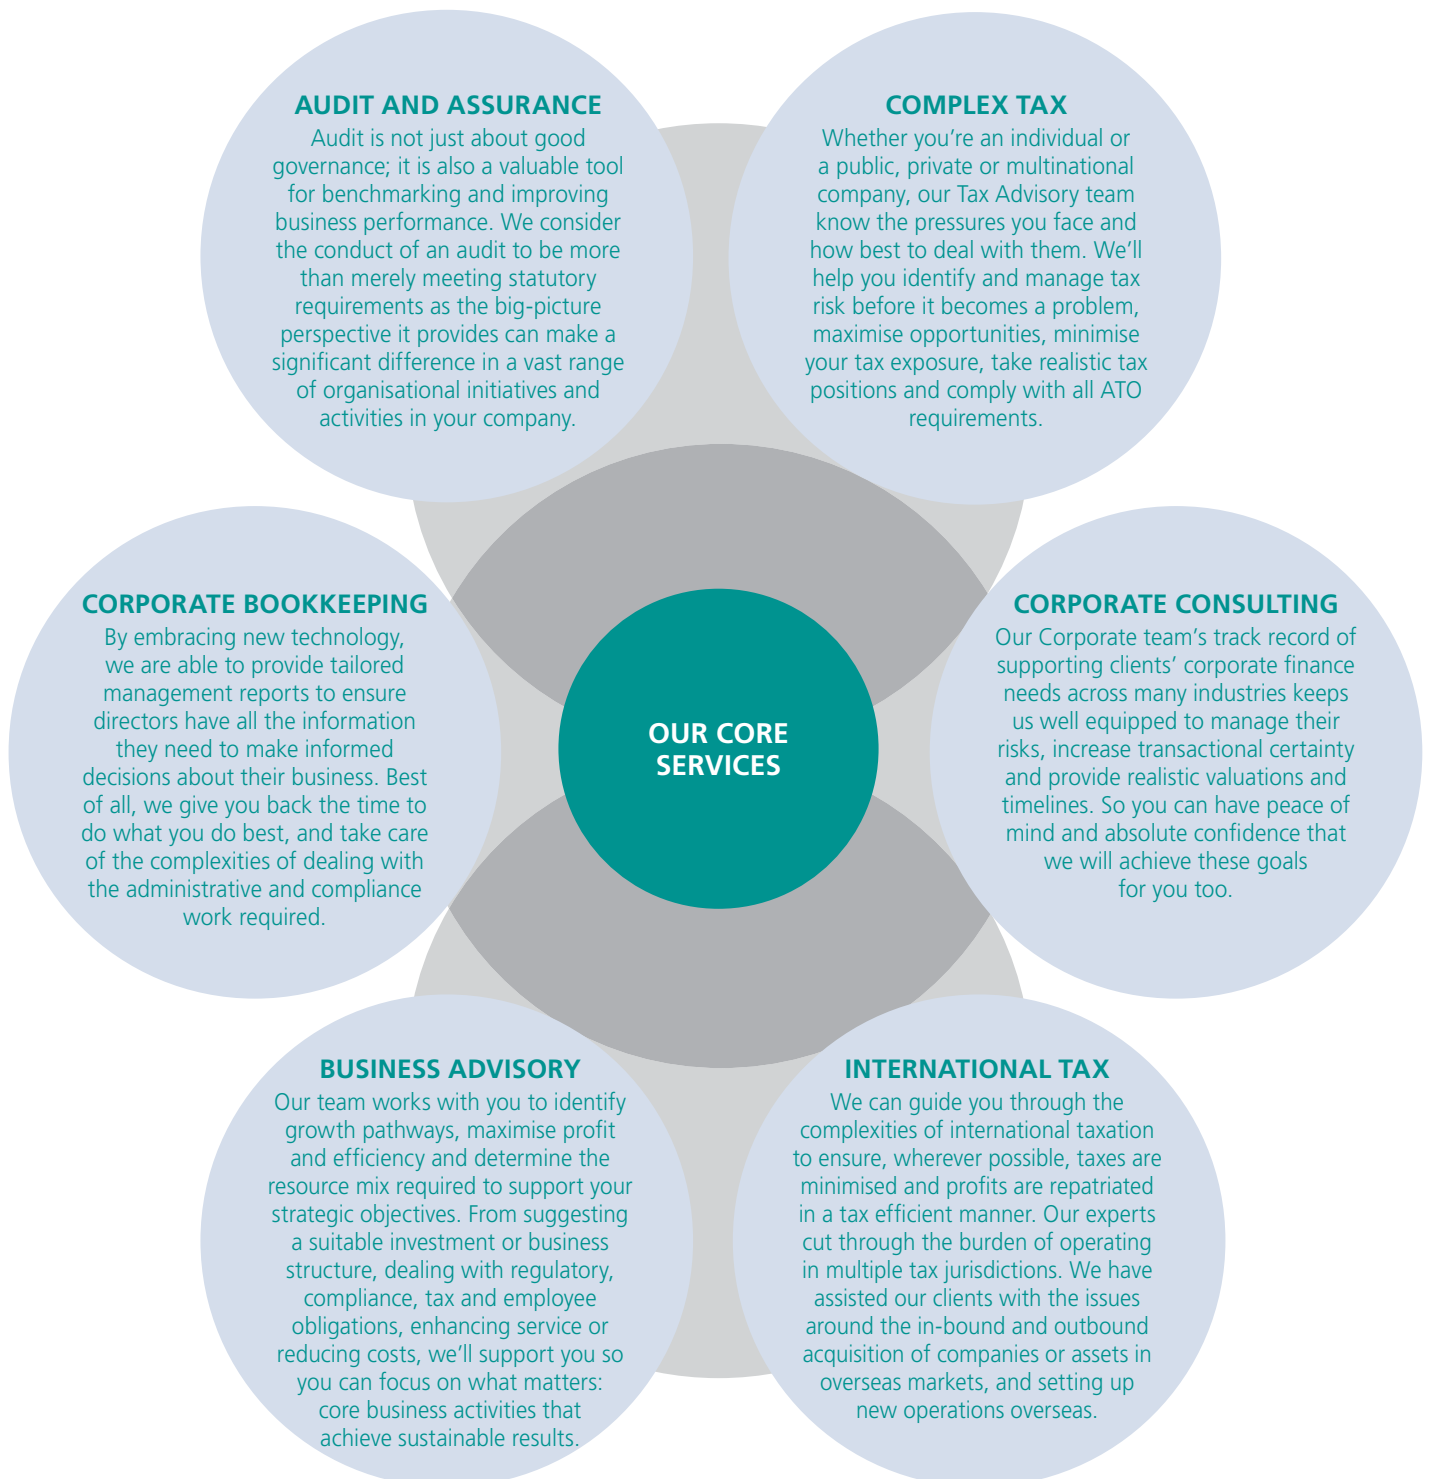 AUDIT AND ASSURANCE
Audit is not just about good
governance; it is also a valuable tool
for benchmarking and improving
business performance. We consider
the conduct of an audit to be more
than merely meeting statutory
requirements as the big-picture
perspective it provides can make a
significant difference in a vast range
of organisational initiatives and
activities in your company.
COMPLEX TAX
Whether you’re an individual or
a public, private or multinational
company, our Tax Advisory team
know the pressures you face and
how best to deal with them. We’ll
help you identify and manage tax
risk before it becomes a problem,
maximise opportunities, minimise
your tax exposure, take realistic tax
positions and comply with all ATO
requirements.
CORPORATE BOOKKEEPING
By embracing new technology,
we are able to provide tailored
management reports to ensure
directors have all the information
they need to make informed
decisions about their business. Best
of all, we give you back the time to
do what you do best, and take care
of the complexities of dealing with
the administrative and compliance
work required.
OUR CORE
SERVICES
CORPORATE CONSULTING
Our Corporate team’s track record of
supporting clients’ corporate finance
needs across many industries keeps
us well equipped to manage their
risks, increase transactional certainty
and provide realistic valuations and
timelines. So you can have peace of
mind and absolute confidence that
we will achieve these goals
for you too.
BUSINESS ADVISORY
Our team works with you to identify
growth pathways, maximise profit
and efficiency and determine the
resource mix required to support your
strategic objectives. From suggesting
a suitable investment or business
structure, dealing with regulatory,
compliance, tax and employee
obligations, enhancing service or
reducing costs, we’ll support you so
you can focus on what matters:
core business activities that
achieve sustainable results.
INTERNATIONAL TAX
We can guide you through the
complexities of international taxation
to ensure, wherever possible, taxes are
minimised and profits are repatriated
in a tax efficient manner. Our experts
cut through the burden of operating
in multiple tax jurisdictions. We have
assisted our clients with the issues
around the in-bound and outbound
acquisition of companies or assets in
overseas markets, and setting up
new operations overseas.